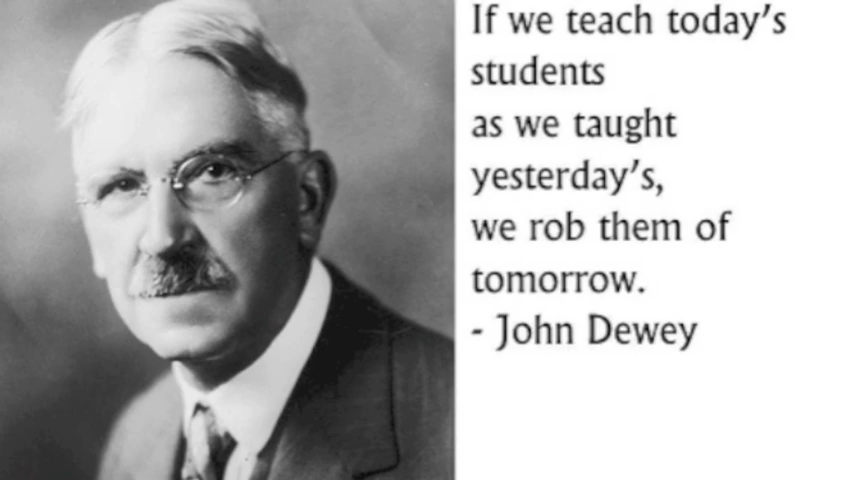 If we teach today’s
students
as we taught
yesterday’s,
we rob them of
tomorrow.
- John Dewey